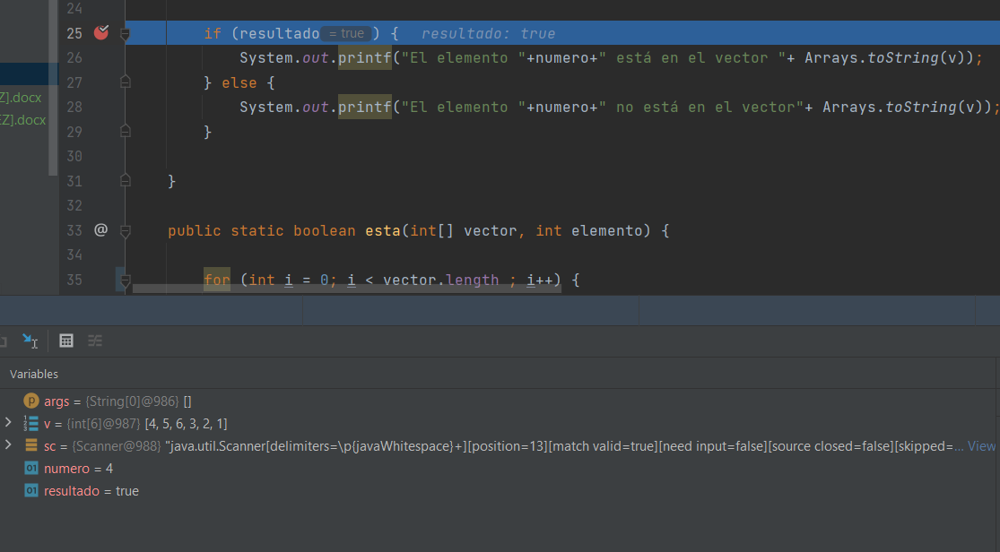 24
25 if (resultado = true ) { resultado: true
26 System.out.printf("El elemento "+numero+" está en el vector "+ Arrays.toString(v));
Z].docx
27 } else {
EZ].docx
28 System.out.printf("El elemento "+numero+" no está en el vector"+ Arrays.toString(v));
29 }
30
31 }
32
33 @ public static boolean esta(int[] vector, int elemento) {
34
35 for (int i = 0; i < vector.length ; i++) {
Variables
p args = {String[0]@986} []
v = {int[6]@987} [4, 5, 6, 3, 2, 1]
sc = {Scanner@988} "java.util.Scanner[delimiters=\p{javaWhitespace}+][position=13][match valid=true][need input=false][source closed=false][skipped=... View
01 numero = 4
01 resultado = true